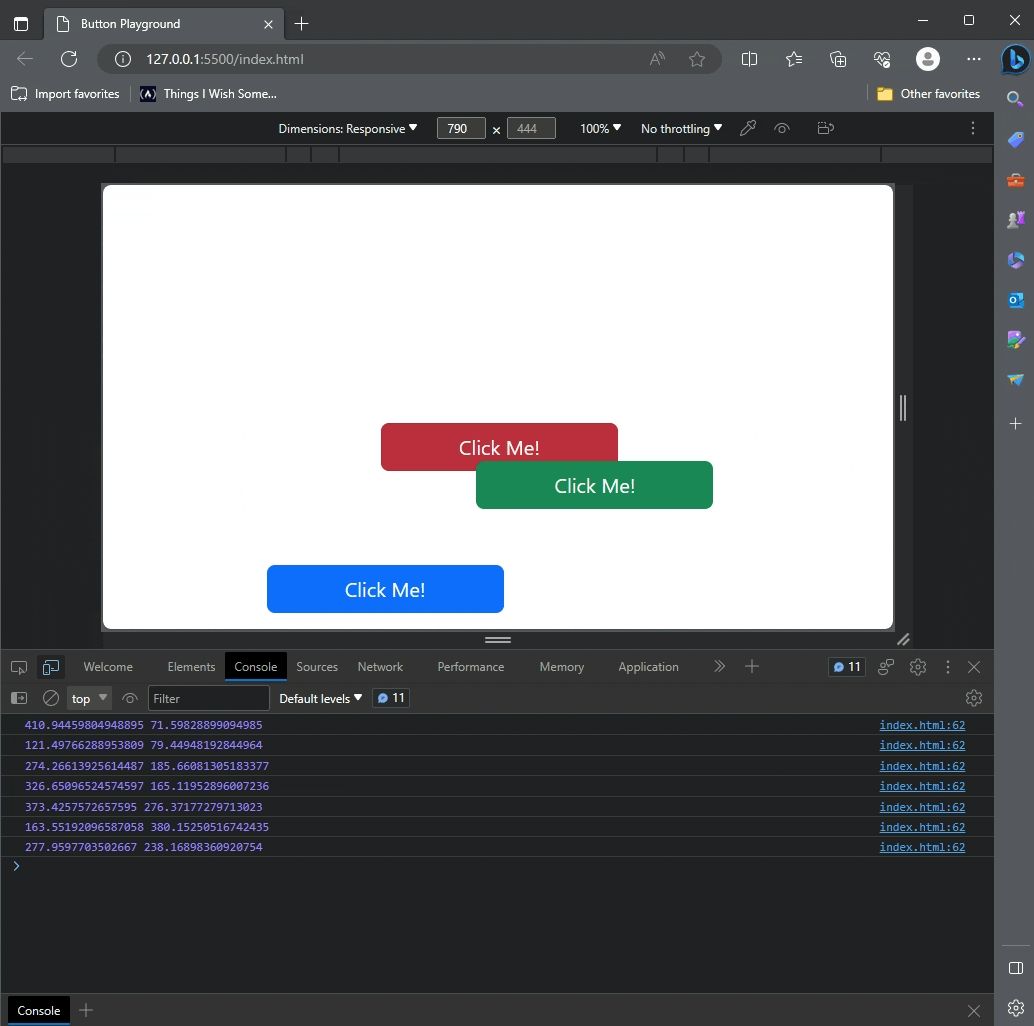 Button Playground
127.0.0.1:5500/index.html
Import favorites
Things I Wish Some...
Other favorites
Dimensions: Responsive 790 × 444 100% No throttling
Click Me!
Click Me!
Click Me!
Welcome Elements Console Sources Network Performance Memory Application 11
top Filter Default levels 11
410.94459804948895 71.59828899094985 index.html:62
121.49766288953809 79.44948192844964 index.html:62
274.26613925614487 185.66081305183377 index.html:62
326.65096524574597 165.11952896007236 index.html:62
373.4257572657595 276.37177279713023 index.html:62
163.55192096587058 380.15250516742435 index.html:62
277.9597703502667 238.16898360920754 index.html:62
Console